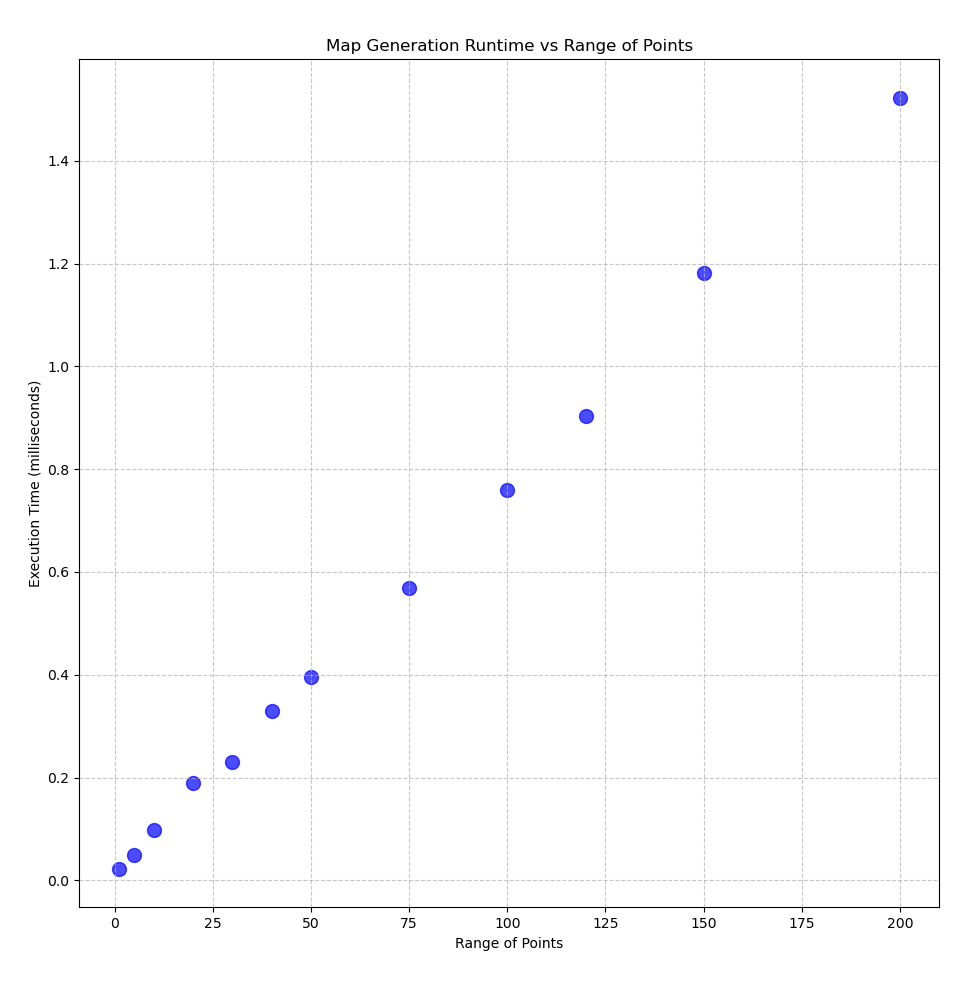 Map Generation Runtime vs Range of Points
Execution Time (milliseconds)
1.4
1.2
1.0
0.8
0.6
0.4
0.2
0.0
0 25 50 75 100 125 150 175 200
Range of Points